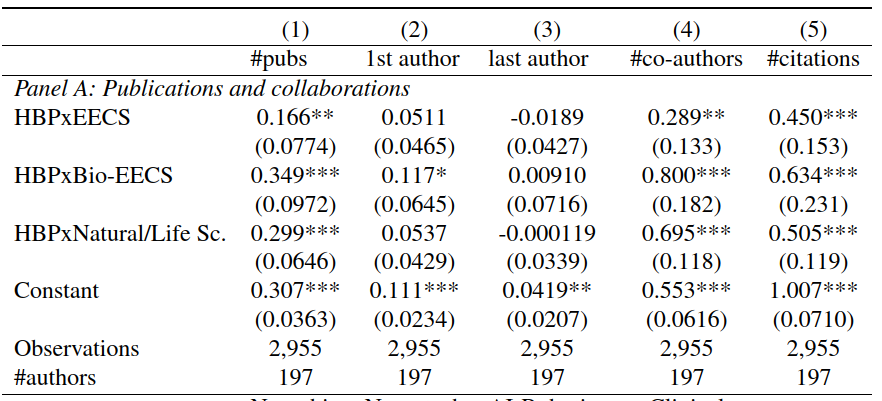 (1) (2) (3) (4) (5)
#pubs 1st author last author #co-authors #citations
Panel A: Publications and collaborations
HBPxEECS 0.166** 0.0511 -0.0189 0.289** 0.450***
(0.0774) (0.0465) (0.0427) (0.133) (0.153)
HBPxBio-EECS 0.349*** 0.117* 0.00910 0.800*** 0.634***
(0.0972) (0.0645) (0.0716) (0.182) (0.231)
HBPxNatural/Life Sc. 0.299*** 0.0537 -0.000119 0.695*** 0.505***
(0.0646) (0.0429) (0.0339) (0.118) (0.119)
Constant 0.307*** 0.111*** 0.0419** 0.553*** 1.007***
(0.0363) (0.0234) (0.0207) (0.0616) (0.0710)
Observations 2,955 2,955 2,955 2,955 2,955
#authors 197 197 197 197 197